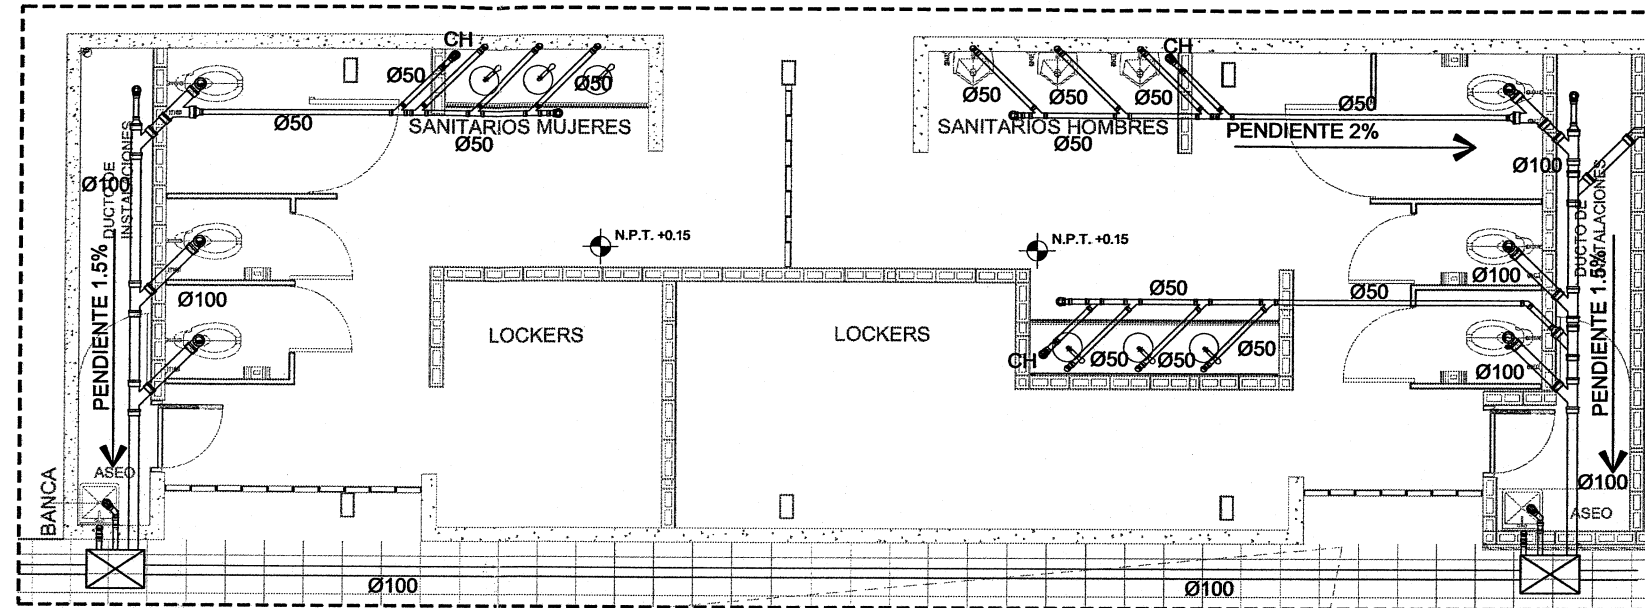 CH
CH
Ø50
Ø50
Ø50
Ø50
Ø50
Ø50
Ø50
SANITARIOS MUJERES
Ø50
SANITARIOS HOMBRES
Ø50
PENDIENTE 2%
Ø100
DUCTO DE
INSTALACIONES
Ø100
DUCTO DE
INSTALACIONES
N.P.T. +0.15
N.P.T. +0.15
PENDIENTE 1.5%
Ø100
Ø50
Ø50
Ø100
PENDIENTE 1.5%
LOCKERS
LOCKERS
CH
Ø50
Ø50
Ø50
Ø100
ASEO
Ø100
BANCA
ASEO
Ø100
Ø100